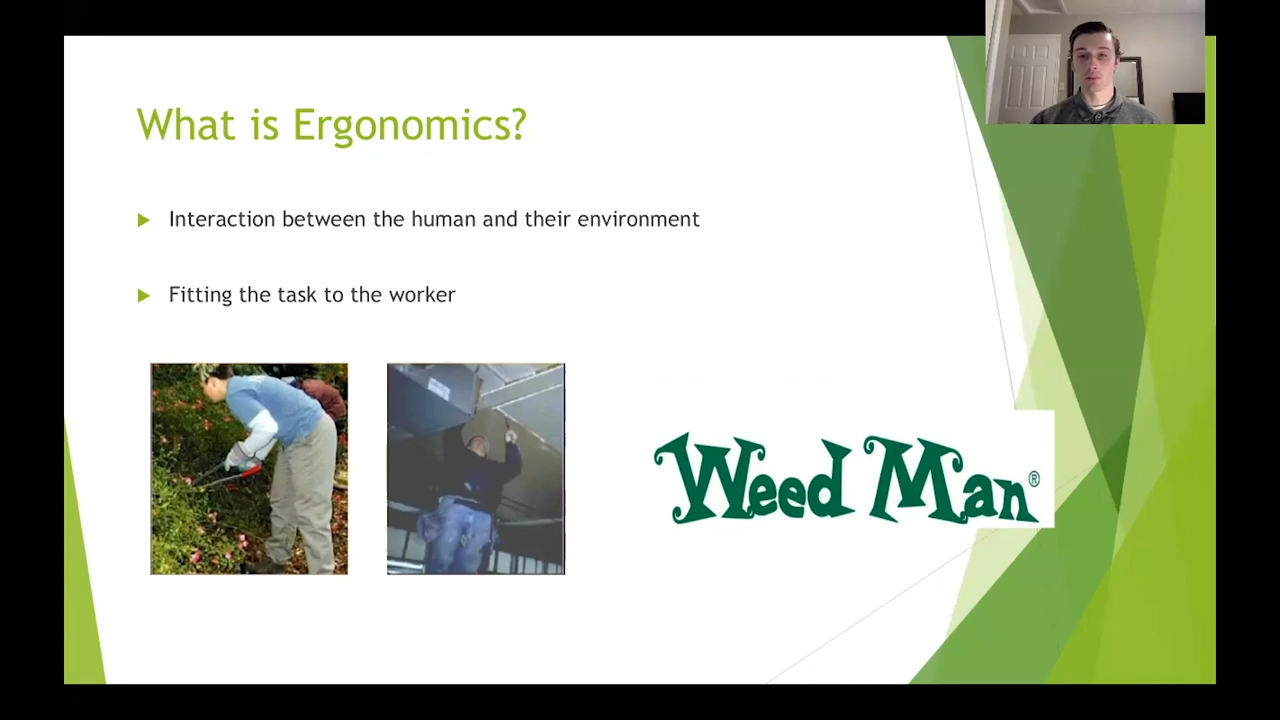 What is Ergonomics?
Interaction between the human and their environment
Fitting the task to the worker
Weed Man®